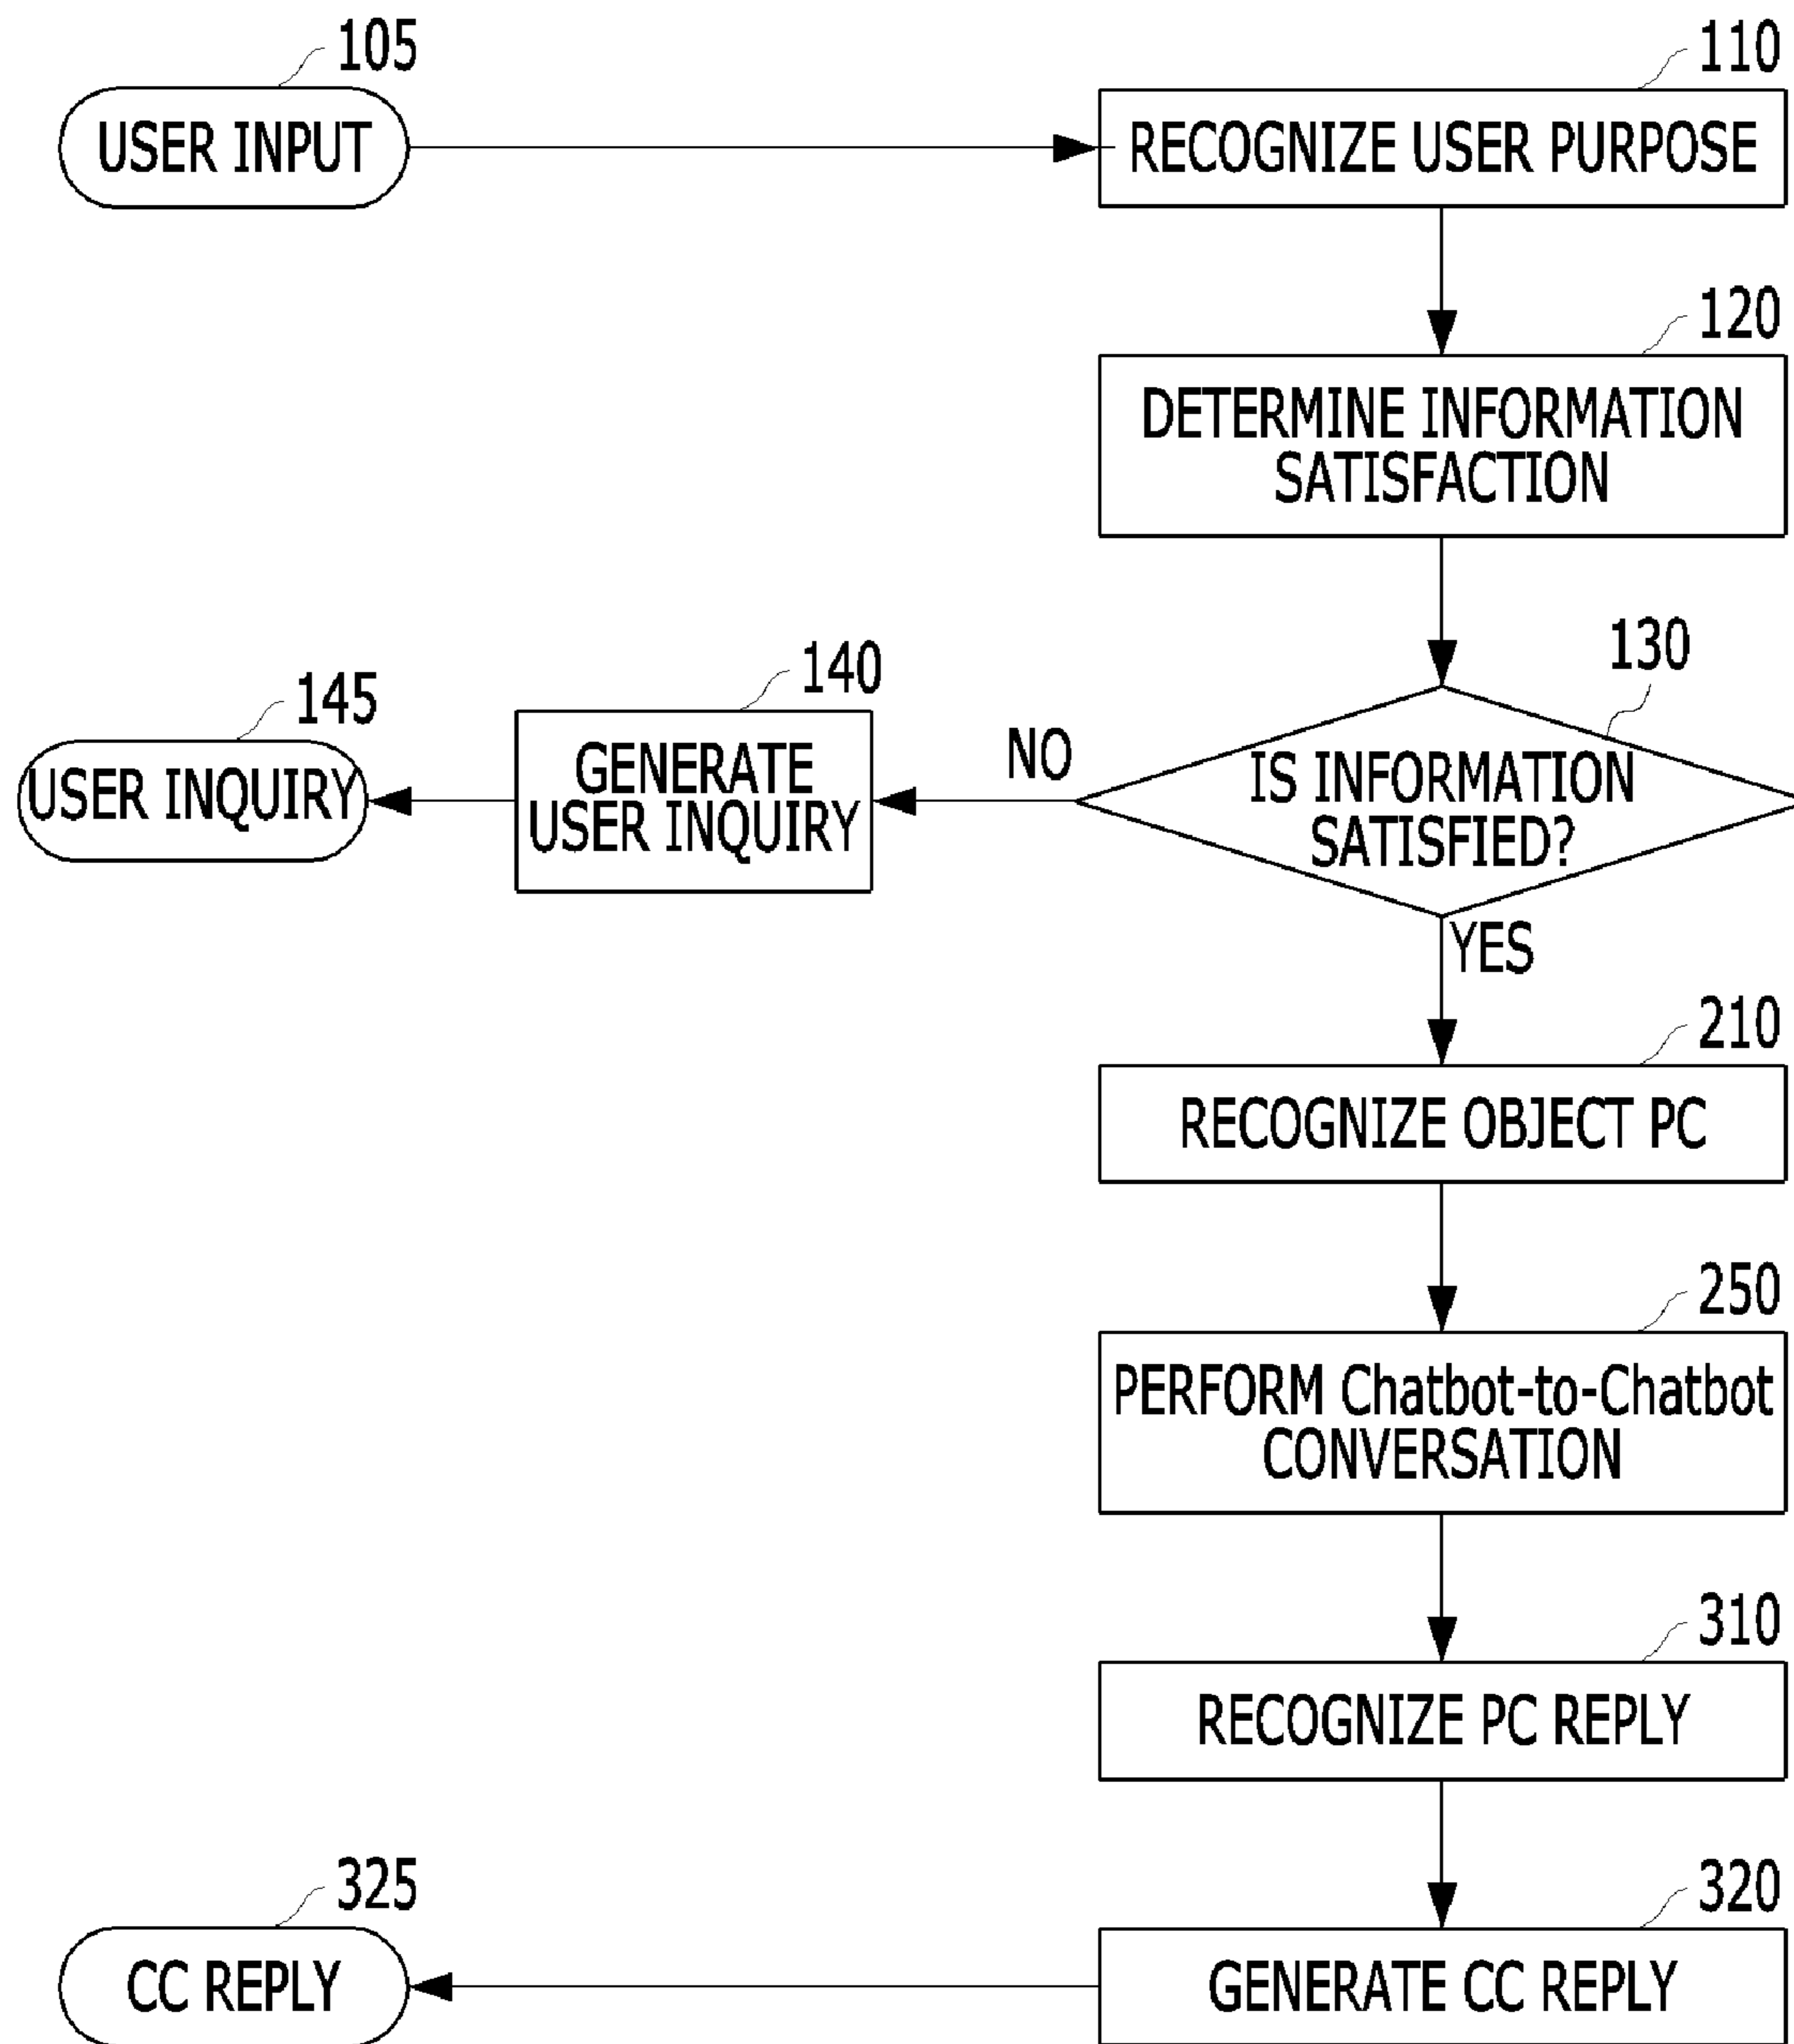 105
110
USER INPUT
RECOGNIZE USER PURPOSE
120
DETERMINE INFORMATION
SATISFACTION
130
140
145
NO
IS INFORMATION
SATISFIED?
GENERATE
USER INQUIRY
USER INQUIRY
YES
210
RECOGNIZE OBJECT PC
250
PERFORM Chatbot-to-Chatbot
CONVERSATION
310
RECOGNIZE PC REPLY
325
320
CC REPLY
GENERATE CC REPLY